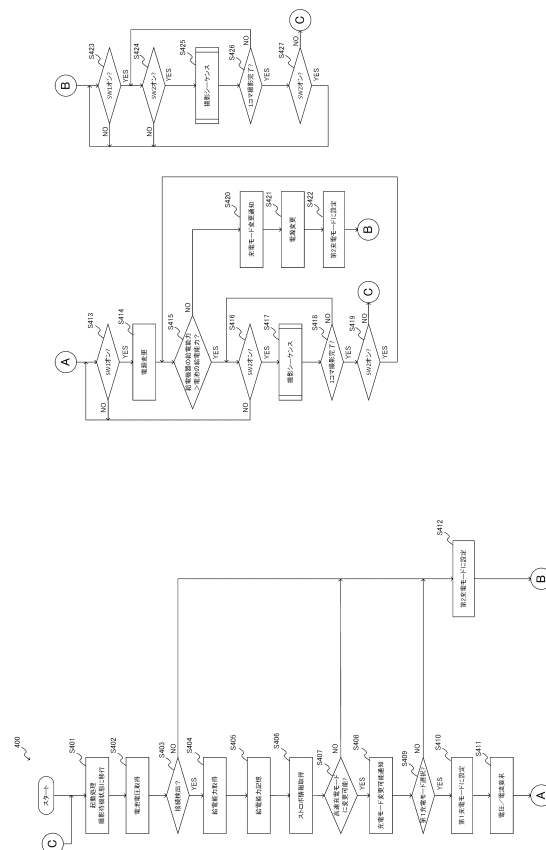 400
スタート
C
S401
起動処理
撮影待機状態に移行
S402
電池電圧取得
S403
接続検出?
NO
YES
S404
給電能力取得
S405
給電能力記憶
S406
ストロボ情報取得
S407
高速充電モード
に変更可能?
NO
YES
S408
充電モード変更可能通知
S409
第1充電モード選択?
NO
YES
S410
第1充電モードに設定
S411
電圧/電流要求
A
S412
第2充電モードに設定
B
A
S413
SW1オン?
NO
YES
S414
電源変更
S415
給電機器の給電能力
>電池の給電能力?
NO
YES
S416
SW2オン?
NO
YES
S417
撮影シーケンス
S418
1コマ撮影完了?
NO
YES
S419
SW2オン?
NO
YES
C
S420
充電モード変更通知
S421
電源変更
S422
第2充電モードに設定
B
B
S423
SW1オン?
NO
YES
S424
SW2オン?
NO
YES
S425
撮影シーケンス
S426
1コマ撮影完了?
NO
YES
S427
SW2オン?
NO
YES
C